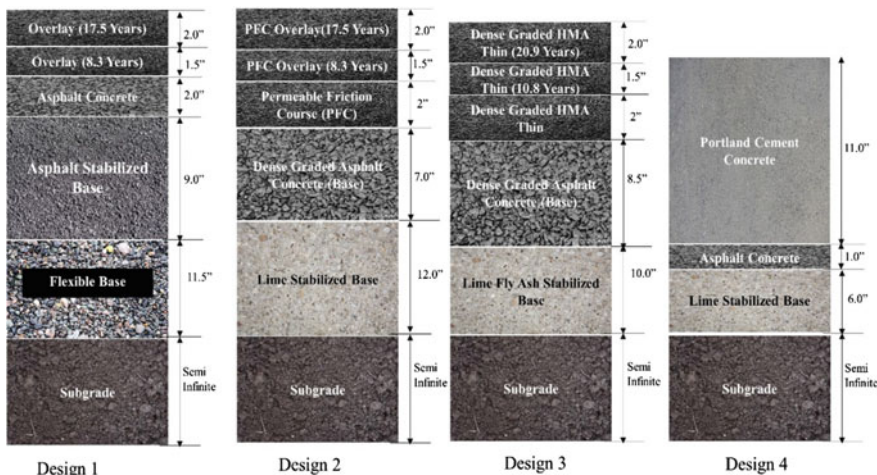 Overlay (17.5 Years)
2.0"
Overlay (8.3 Years)
1.5"
Asphalt Concrete
2.0"
Asphalt Stabilized
Base
9.0"
Flexible Base
11.5"
Subgrade
Semi
Infinite
Design 1
PFC Overlay(17.5 Years)
2.0"
PFC Overlay (8.3 Years)
1.5"
Permeable Friction
Course (PFC)
2"
Dense Graded Asphalt
Concrete (Base)
7.0"
Lime Stabilized Base
12.0"
Subgrade
Semi
Infinite
Design 2
Dense Graded HMA
Thin (20.9 Years)
2.0"
Dense Graded HMA
Thin (10.8 Years)
1.5"
Dense Graded HMA
Thin
2"
Dense Graded Asphalt
Concrete (Base)
8.5"
Lime Fly Ash Stabilized
Base
10.0"
Subgrade
Semi
Infinite
Design 3
Portland Cement
Concrete
11.0"
Asphalt Concrete
1.0"
Lime Stabilized Base
6.0"
Subgrade
Semi
Infinite
Design 4